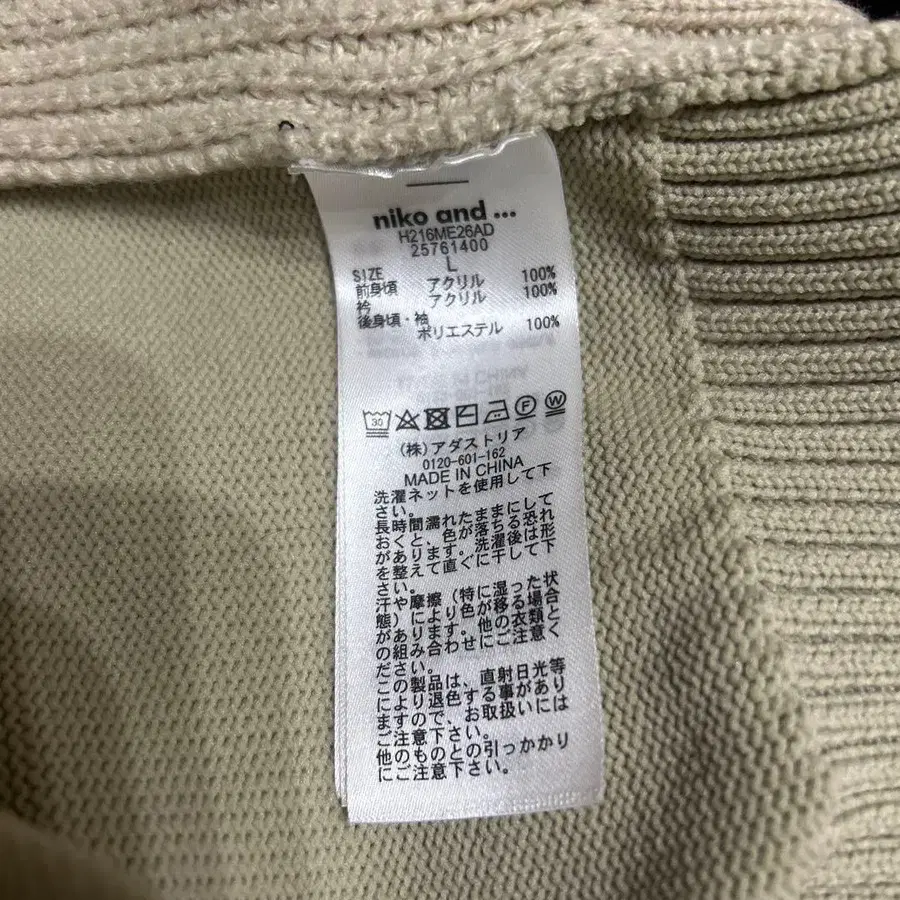 niko and ...
H216ME26AD
25761400
SIZE L
前身頃 アクリル 100%
衿 アクリル 100%
後身頃・袖
ポリエステル 100%
30
F
W
(株)アダストリア
0120-601-162
MADE IN CHINA
洗濯ネットを使用して下
さい。
長時間濡れたままにして
おくと、色が落ちる恐れ
があります。洗濯後は形
を整えて直ぐに干して下
さい。
汗や摩擦(特に湿った状
態)により色が移る場合
があります。他の衣類と
の組み合わせにご注意く
ださい。
この製品は、直射日光等
により退色する事があり
ますので、お取扱いには
ご注意下さい。
他のものとの引っかかり
にご注意下さい。